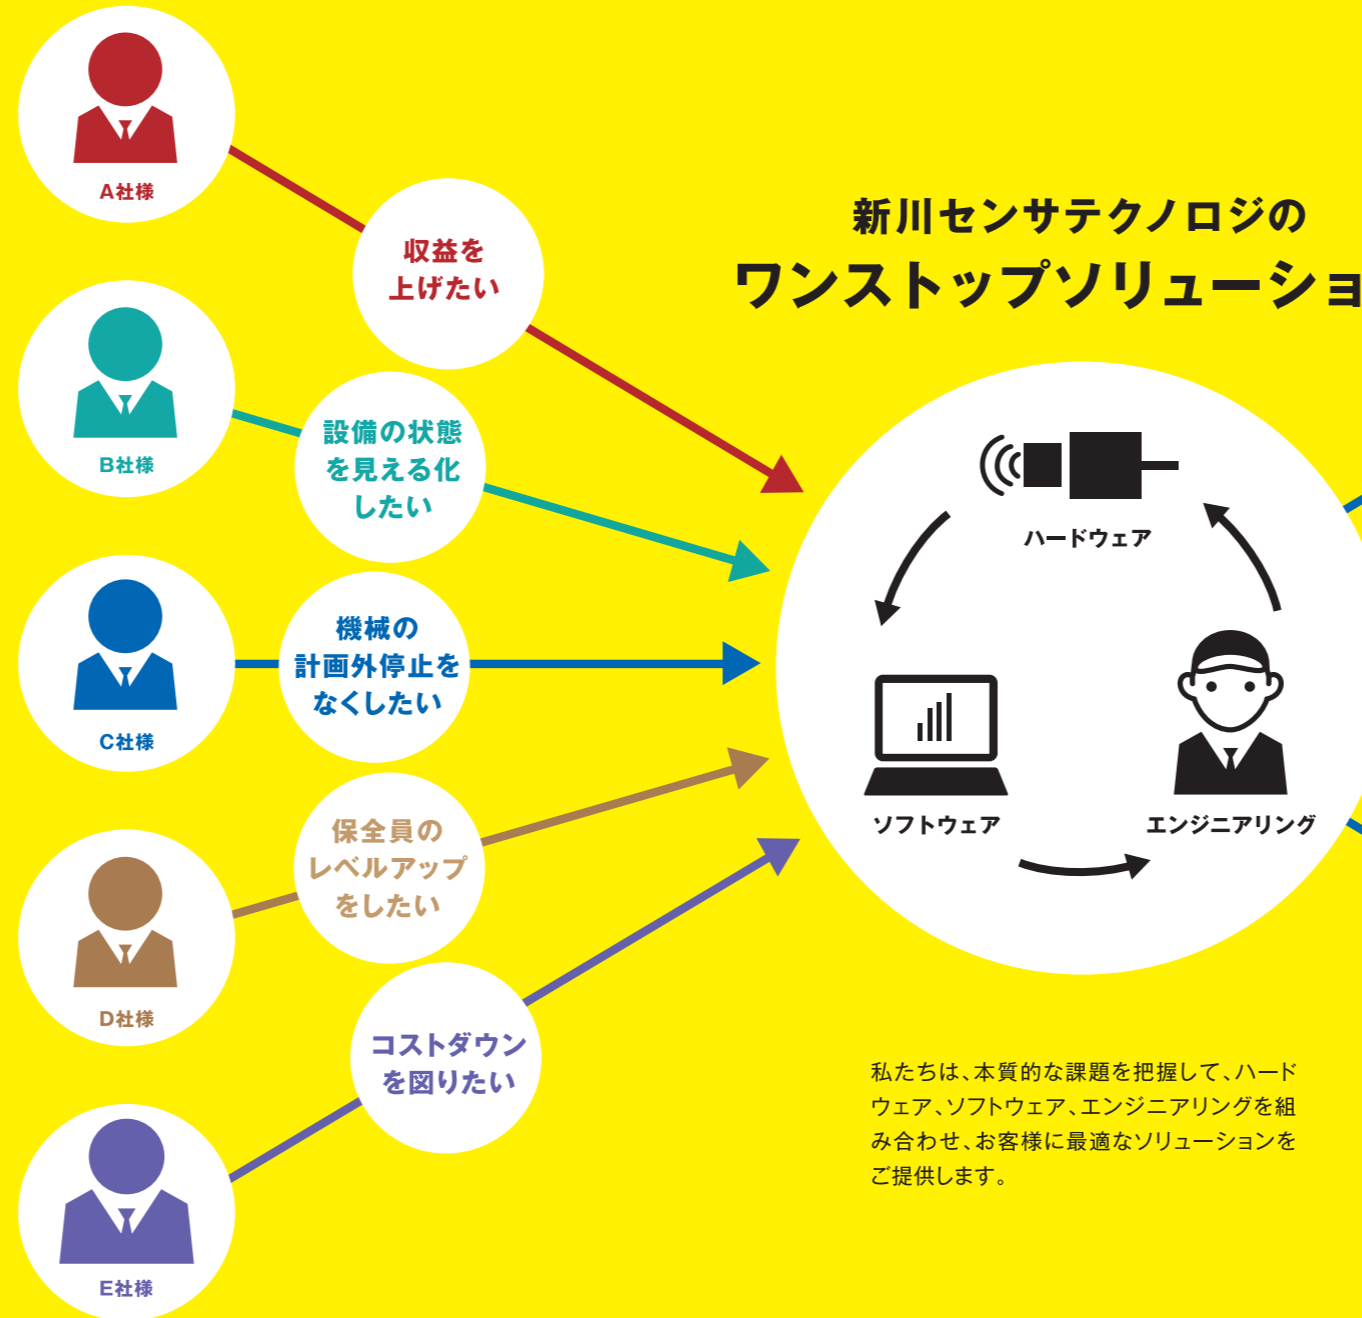 A社様
収益を
上げたい
B社様
設備の状態
を見える化
したい
C社様
機械の
計画外停止を
なくしたい
D社様
保全員の
レベルアップ
をしたい
E社様
コストダウン
を図りたい
新川センサテクノロジの
ワンストップソリューショ
ハードウェア
ソフトウェア
エンジニアリング
私たちは、本質的な課題を把握して、ハード
ウェア、ソフトウェア、エンジニアリングを組
み合わせ、お客様に最適なソリューションを
ご提供します。